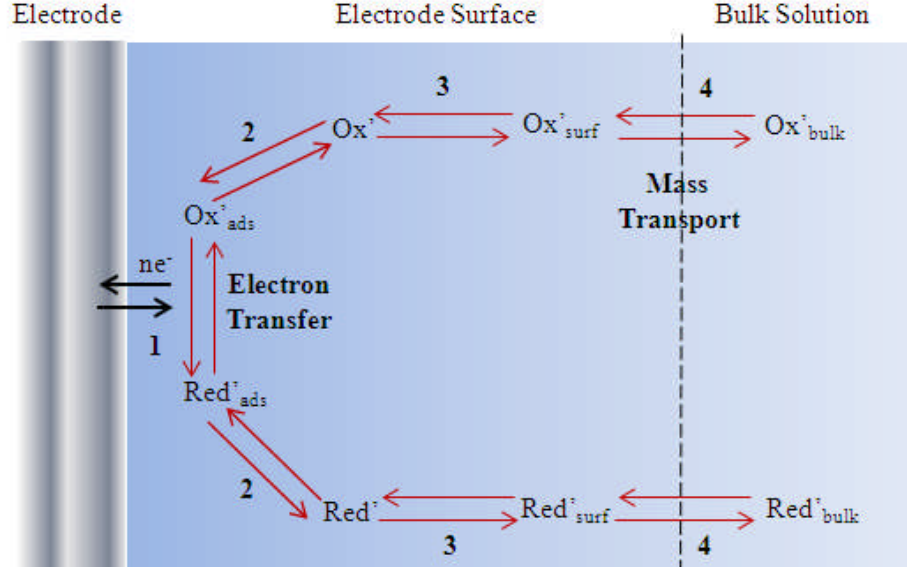 Electrode Electrode Surface Bulk Solution
3 4
2 Ox’ Ox’surf Ox’bulk
Mass
Transport
Ox’ads
ne-
Electron
Transfer
1
Red’ads
2
Red’ Red’surf Red’bulk
3 4